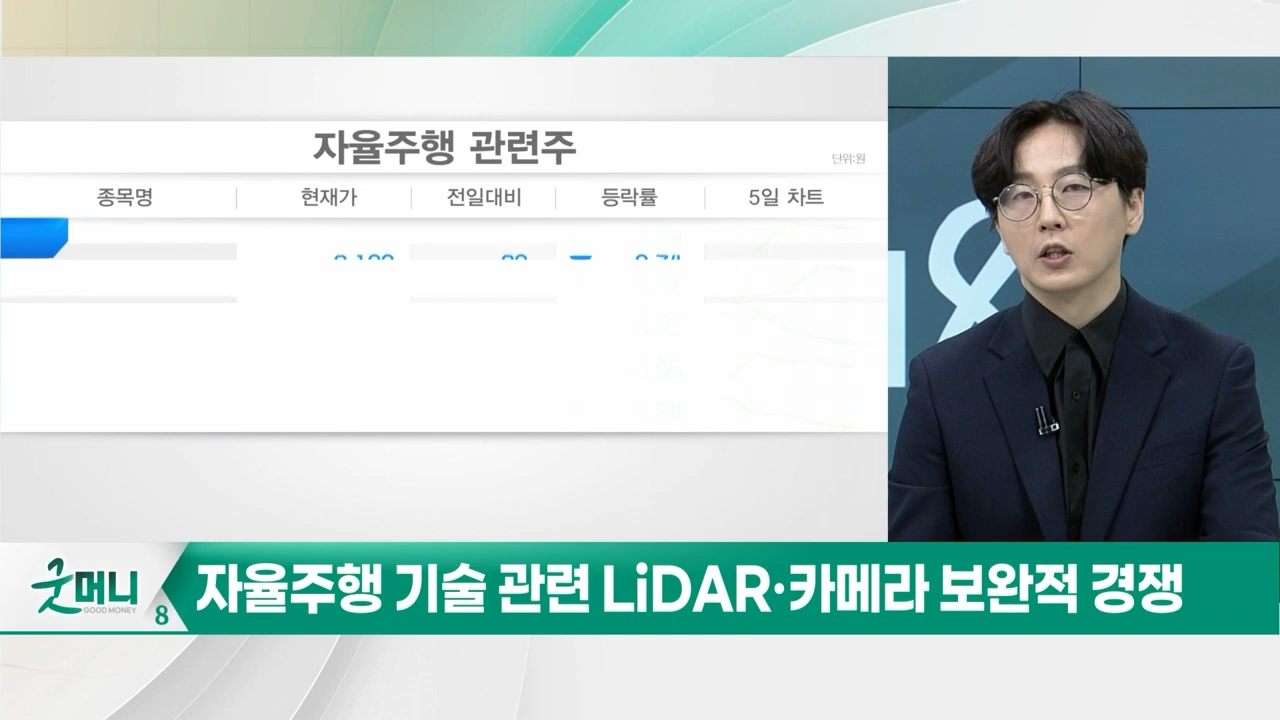 자율주행 관련주
단위:원
종목명 현재가 전일대비 등락률 5일 차트
굿머니
GOOD MONEY
8
자율주행 기술 관련 LiDAR·카메라 보완적 경쟁